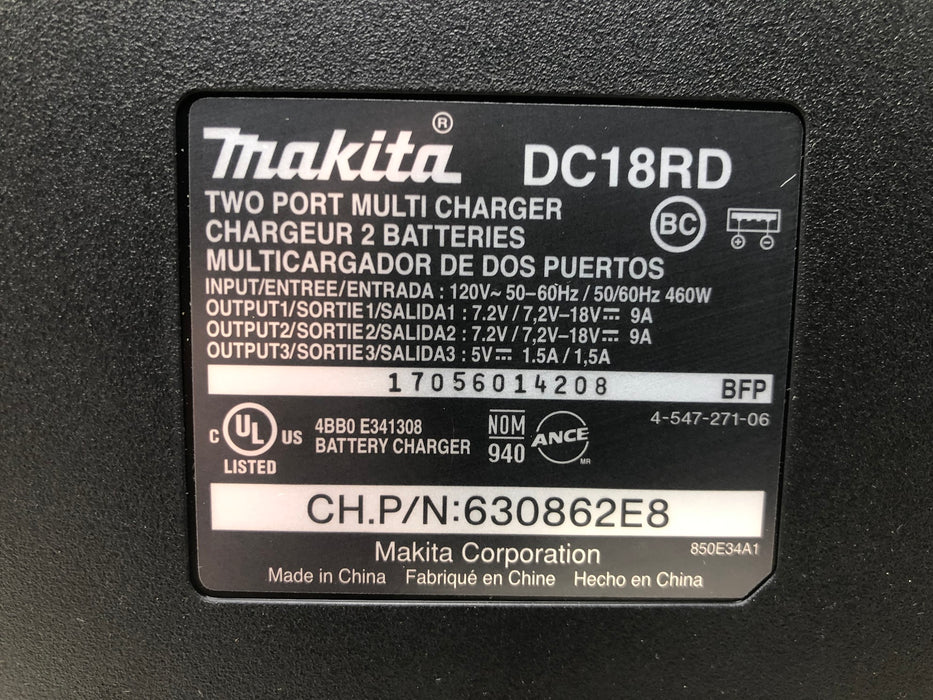 Makita® DC18RD
TWO PORT MULTI CHARGER
CHARGEUR 2 BATTERIES
MULTICARGADOR DE DOS PUERTOS
BC
INPUT/ENTREE/ENTRADA : 120V~ 50–60Hz / 50/60Hz 460W
OUTPUT1/SORTIE1/SALIDA1 : 7.2V / 7,2V–18V⎓ 9A
OUTPUT2/SORTIE2/SALIDA2 : 7.2V / 7,2V–18V⎓ 9A
OUTPUT3/SORTIE3/SALIDA3 : 5V⎓ 1.5A / 1,5A
17056014208 BFP
4-547-271-06
C UL US LISTED
4BB0 E341308
BATTERY CHARGER
NOM
940
ANCE
MR
CH.P/N:630862E8
Makita Corporation 850E34A1
Made in China Fabriqué en Chine Hecho en China